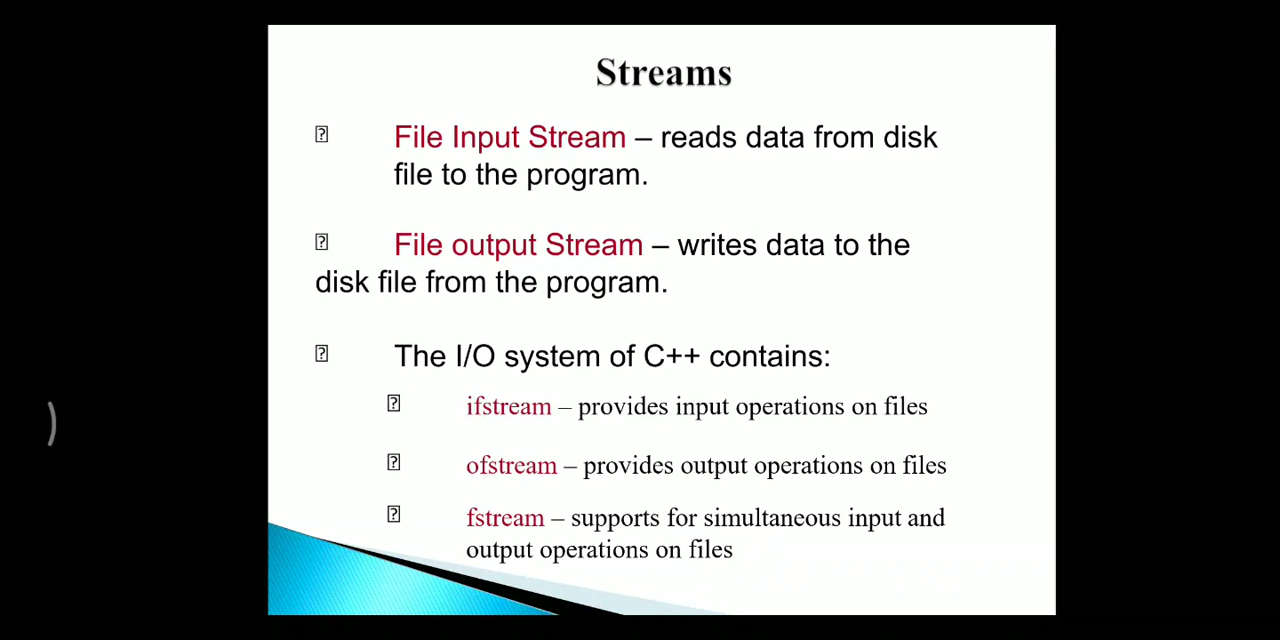 Streams
File Input Stream – reads data from disk
file to the program.
File output Stream – writes data to the
disk file from the program.
The I/O system of C++ contains:
ifstream – provides input operations on files
ofstream – provides output operations on files
fstream – supports for simultaneous input and
output operations on files